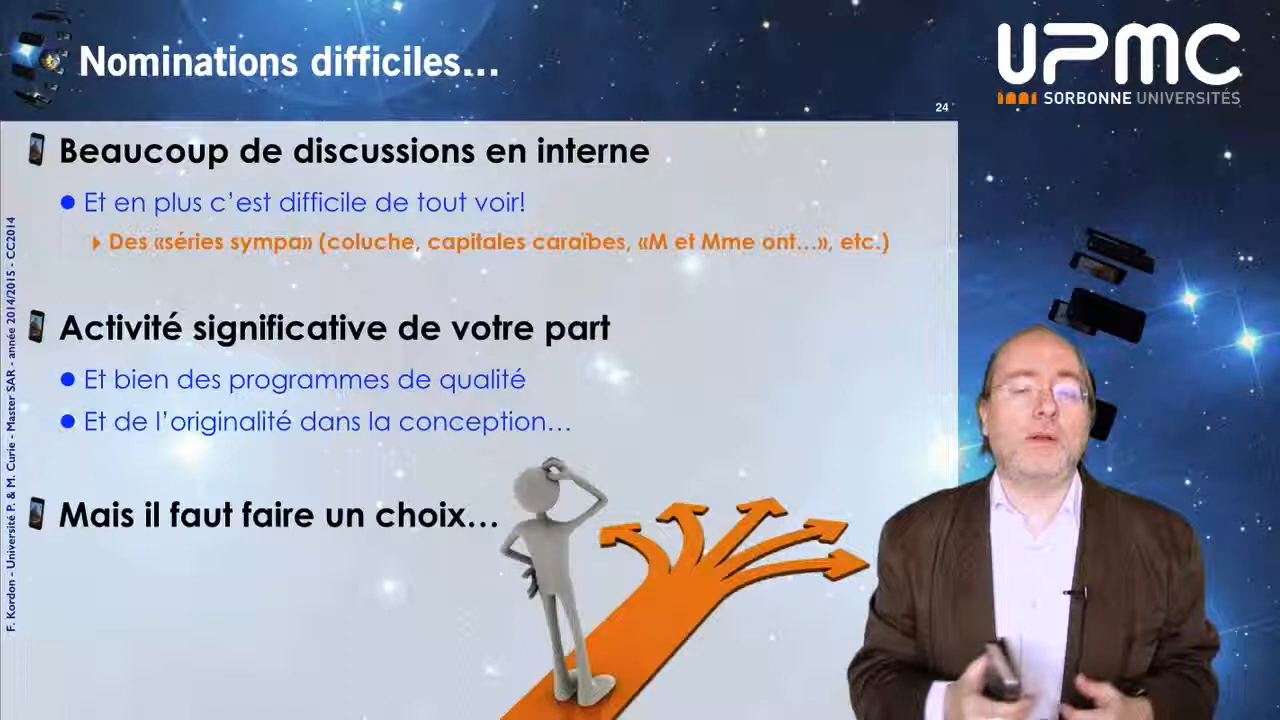 Nominations difficiles...
UPMC
SORBONNE UNIVERSITÉS
24
Beaucoup de discussions en interne
Et en plus c'est difficile de tout voir!
Des «séries sympa» (coluche, capitales caraïbes, «M et Mme ont...», etc.)
Activité significative de votre part
Et bien des programmes de qualité
Et de l'originalité dans la conception...
Mais il faut faire un choix...
F. Kordon - Université P. & M. Curie - Master SAR - année 2014/2015 - CC2014